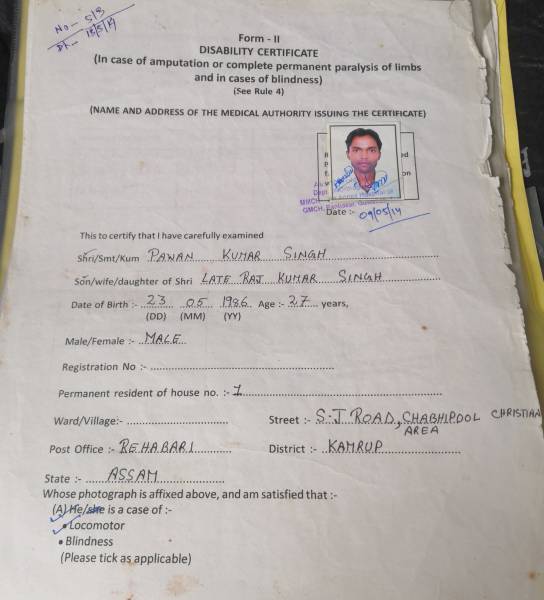 No - 5/8
Dt. - 13/5/14
Form - II
DISABILITY CERTIFICATE
(In case of amputation or complete permanent paralysis of limbs
and in cases of blindness)
(See Rule 4)
(NAME AND ADDRESS OF THE MEDICAL AUTHORITY ISSUING THE CERTIFICATE)
Date :- 09/05/14
This to certify that I have carefully examined
Shri/Smt/Kum PAWAN KUMAR SINGH
Son/wife/daughter of Shri LATE RAJ KUMAR SINGH
Date of Birth :- 23 05 1986 Age :- 27 years,
(DD) (MM) (YY)
Male/Female :- MALE
Registration No :-
Permanent resident of house no. :- 1
Ward/Village:- Street :- S.J ROAD, CHABHIPOOL CHRISTIAN
AREA
Post Office :- REHABARI District :- KAMRUP
State :- ASSAM
Whose photograph is affixed above, and am satisfied that :-
(A) He/she is a case of :-
• Locomotor
• Blindness
(Please tick as applicable)